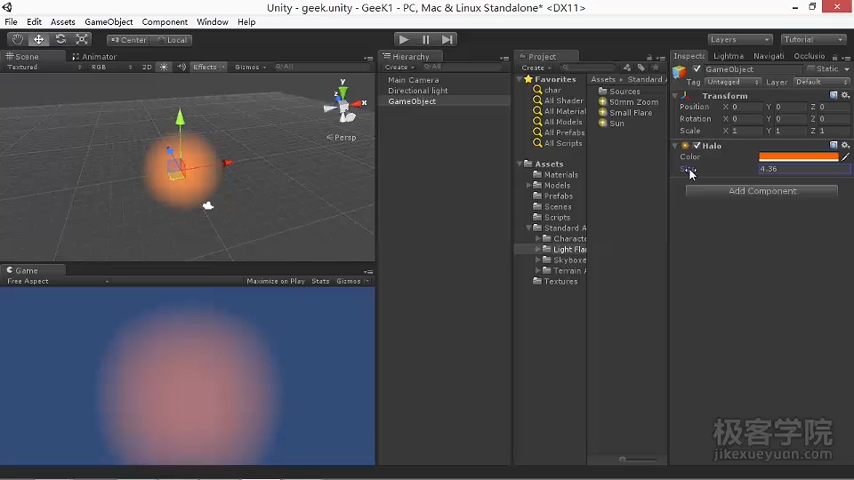 Unity - geek.unity - GeeK1 - PC, Mac & Linux Standalone* <DX11>
File Edit Assets GameObject Component Window Help
Center Local
Layers Layout
Scene Animator
Textured RGB 2D Effects Gizmos All
y x z
Persp
Game
Free Aspect Maximize on Play Stats Gizmos
Hierarchy
Create All
Main Camera
Directional light
GameObject
Project
Create
Favorites
char
All Shader
All Material
All Models
All Prefabs
All Scripts
Assets
Materials
Models
Prefabs
Scenes
Scripts
Standard A
Characte
Light Fla
Skyboxe
Terrain A
Textures
Assets Standard A
Sources
50mm Zoom
Small Flare
Sun
Inspecto Lightma Navigati Occlusio
GameObject Static
Tag Untagged Layer Default
Transform
Position X 0 Y 0 Z 0
Rotation X 0 Y 0 Z 0
Scale X 1 Y 1 Z 1
Halo
Color
4.36
Add Component
极客学院
jikexueyuan.com